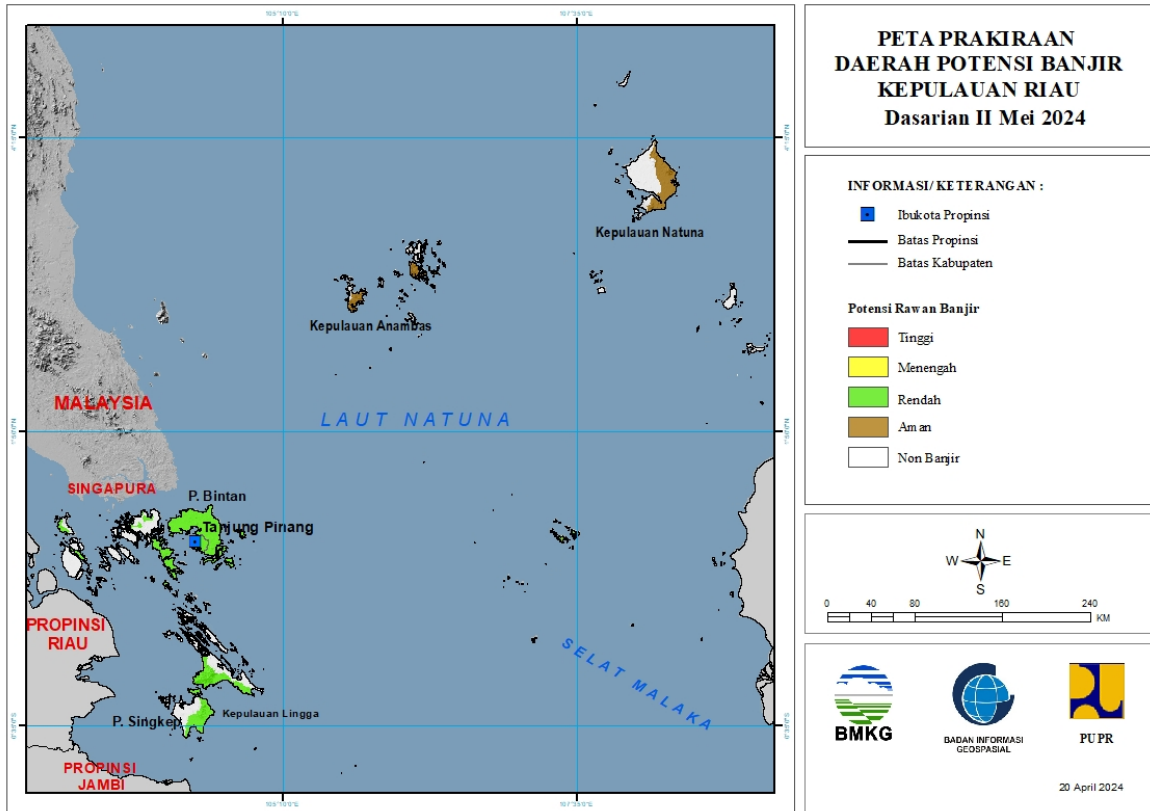 PETA PRAKIRAAN
DAERAH POTENSI BANJIR
KEPULAUAN RIAU
Dasarian II Mei 2024
INFORMASI/KETERANGAN :
Ibukota Propinsi
Batas Propinsi
Batas Kabupaten
Potensi Rawan Banjir
Tinggi
Menengah
Rendah
Aman
Non Banjir
N
W E
S
0 40 80 160 240
KM
BMKG
BADAN INFORMASI
GEOSPASIAL
PUPR
20 April 2024
Kepulauan Natuna
Kepulauan Anambas
MALAYSIA
LAUT NATUNA
SINGAPURA
P. Bintan
Tanjung Pinang
PROPINSI
RIAU
SELAT MALAKA
Kepulauan Lingga
P. Singkep
PROPINSI
JAMBI